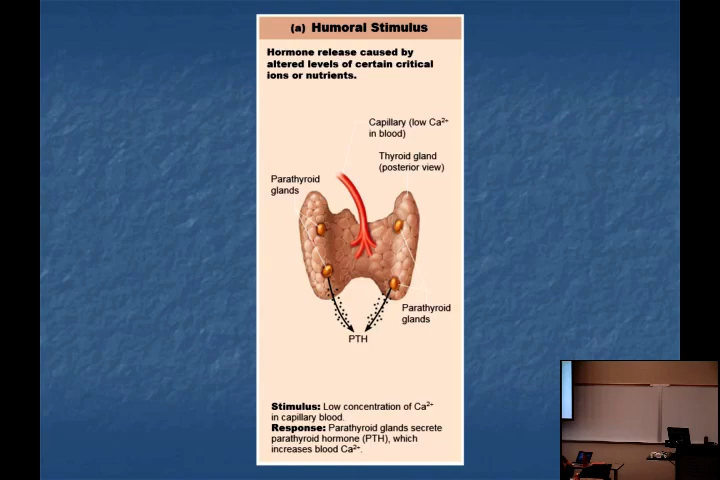 (a) Humoral Stimulus
Hormone release caused by
altered levels of certain critical
ions or nutrients.
Capillary (low Ca²⁺
in blood)
Thyroid gland
(posterior view)
Parathyroid
glands
Parathyroid
glands
PTH
Stimulus: Low concentration of Ca²⁺
in capillary blood.
Response: Parathyroid glands secrete
parathyroid hormone (PTH), which
increases blood Ca²⁺.